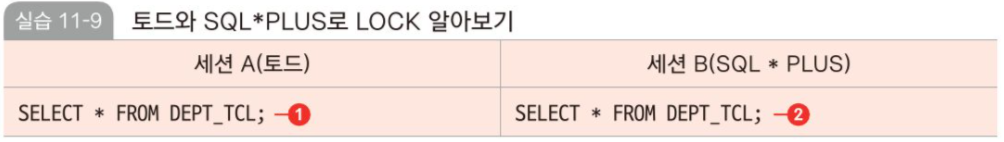 실습 11-9 토드와 SQL*PLUS로 LOCK 알아보기
세션 A(토드) 세션 B(SQL * PLUS)
SELECT * FROM DEPT_TCL; ❶ SELECT * FROM DEPT_TCL; ❷